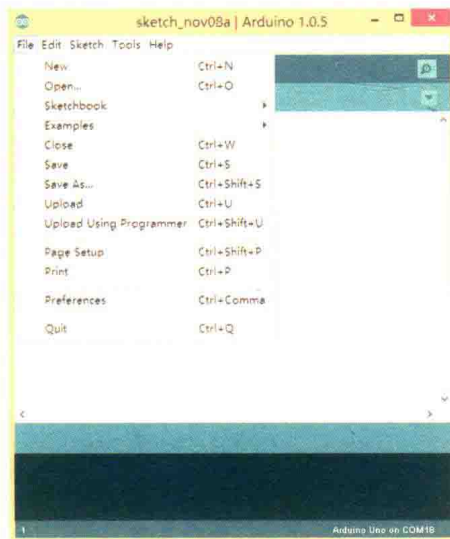 sketch_nov08a | Arduino 1.0.5
File Edit Sketch Tools Help
New Ctrl+N
Open... Ctrl+O
Sketchbook
Examples
Close Ctrl+W
Save Ctrl+S
Save As... Ctrl+Shift+S
Upload Ctrl+U
Upload Using Programmer Ctrl+Shift+U
Page Setup Ctrl+Shift+P
Print Ctrl+P
Preferences Ctrl+Comma
Quit Ctrl+Q
1 Arduino Uno on COM18